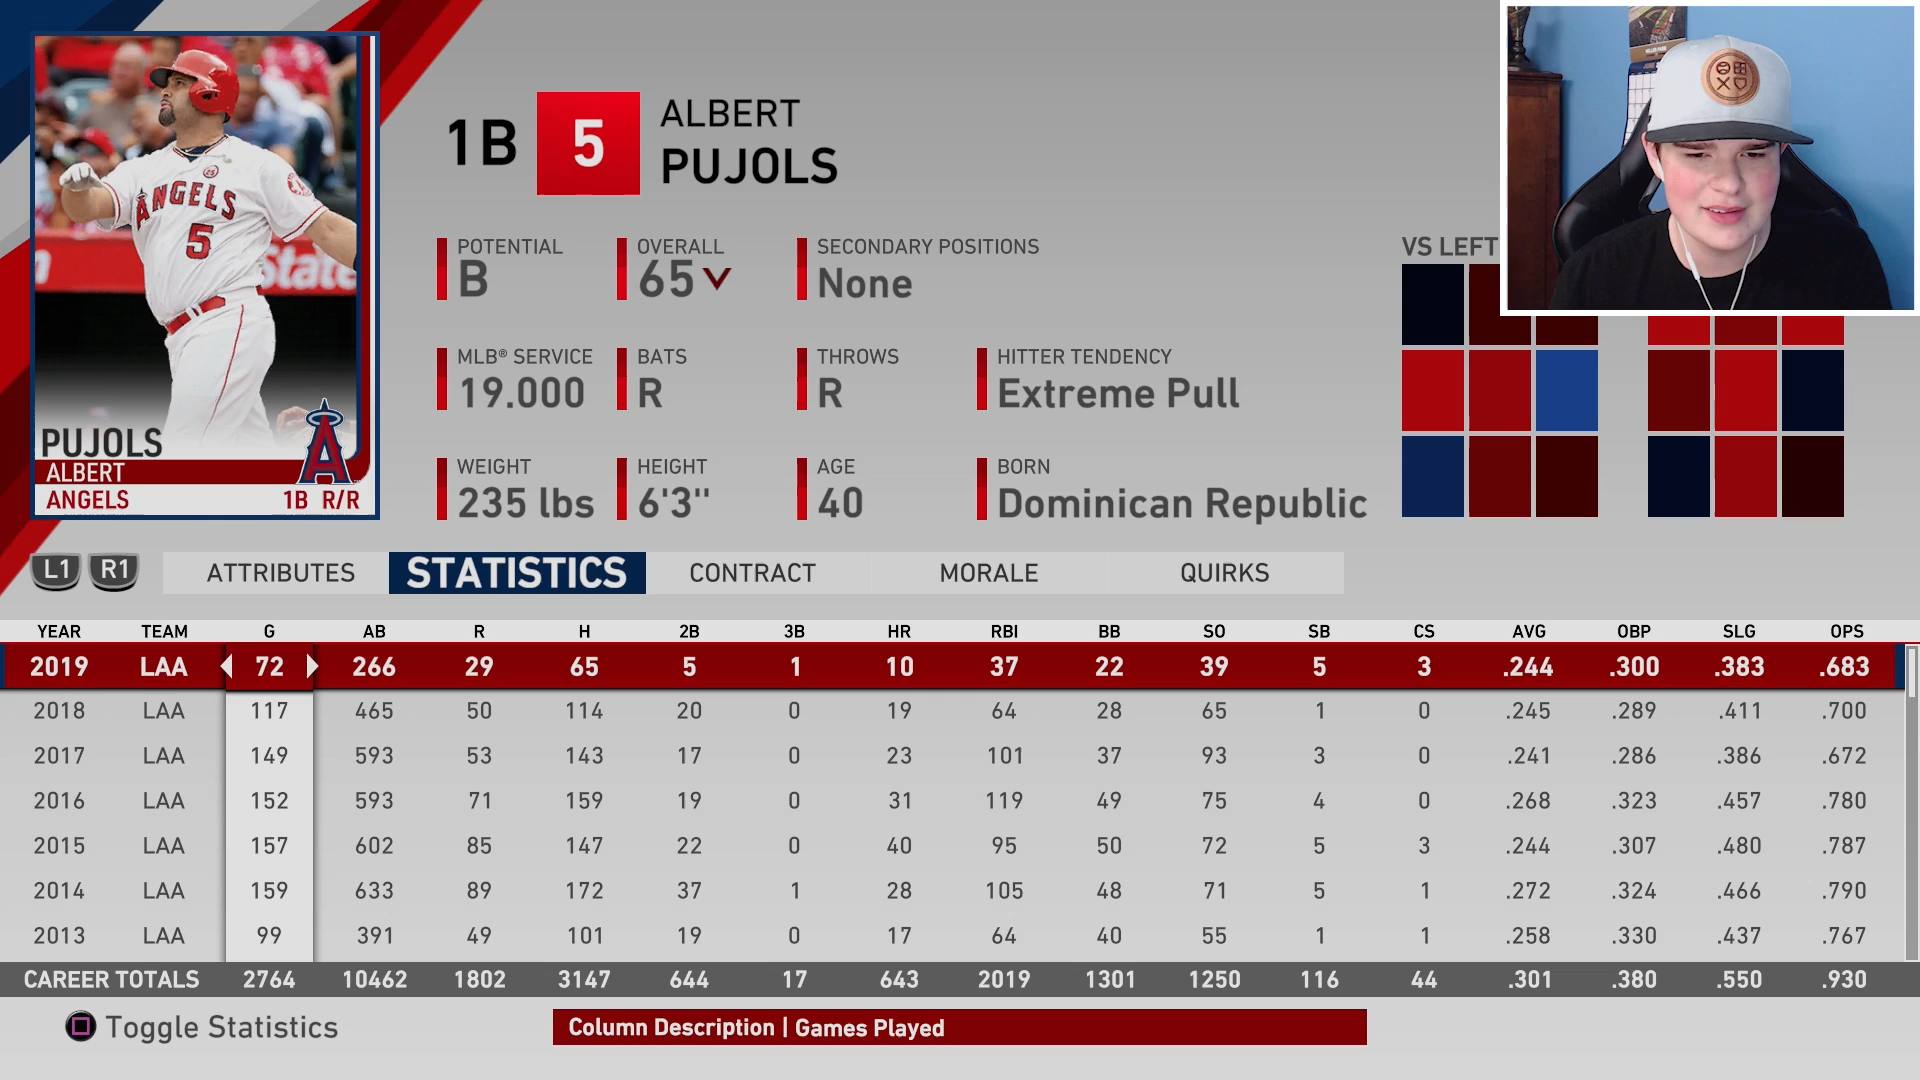 ANGELS
5
State
PUJOLS
ALBERT
ANGELS 1B R/R
1B 5 ALBERT
PUJOLS
POTENTIAL OVERALL SECONDARY POSITIONS
B 65 None
MLB® SERVICE BATS THROWS HITTER TENDENCY
19.000 R R Extreme Pull
WEIGHT HEIGHT AGE BORN
235 lbs 6'3" 40 Dominican Republic
VS LEFT
L1 R1 ATTRIBUTES STATISTICS CONTRACT MORALE QUIRKS
YEAR TEAM G AB R H 2B 3B HR RBI BB SO SB CS AVG OBP SLG OPS
2019 LAA 72 266 29 65 5 1 10 37 22 39 5 3 .244 .300 .383 .683
2018 LAA 117 465 50 114 20 0 19 64 28 65 1 0 .245 .289 .411 .700
2017 LAA 149 593 53 143 17 0 23 101 37 93 3 0 .241 .286 .386 .672
2016 LAA 152 593 71 159 19 0 31 119 49 75 4 0 .268 .323 .457 .780
2015 LAA 157 602 85 147 22 0 40 95 50 72 5 3 .244 .307 .480 .787
2014 LAA 159 633 89 172 37 1 28 105 48 71 5 1 .272 .324 .466 .790
2013 LAA 99 391 49 101 19 0 17 64 40 55 1 1 .258 .330 .437 .767
CAREER TOTALS 2764 10462 1802 3147 644 17 643 2019 1301 1250 116 44 .301 .380 .550 .930
Toggle Statistics
Column Description | Games Played